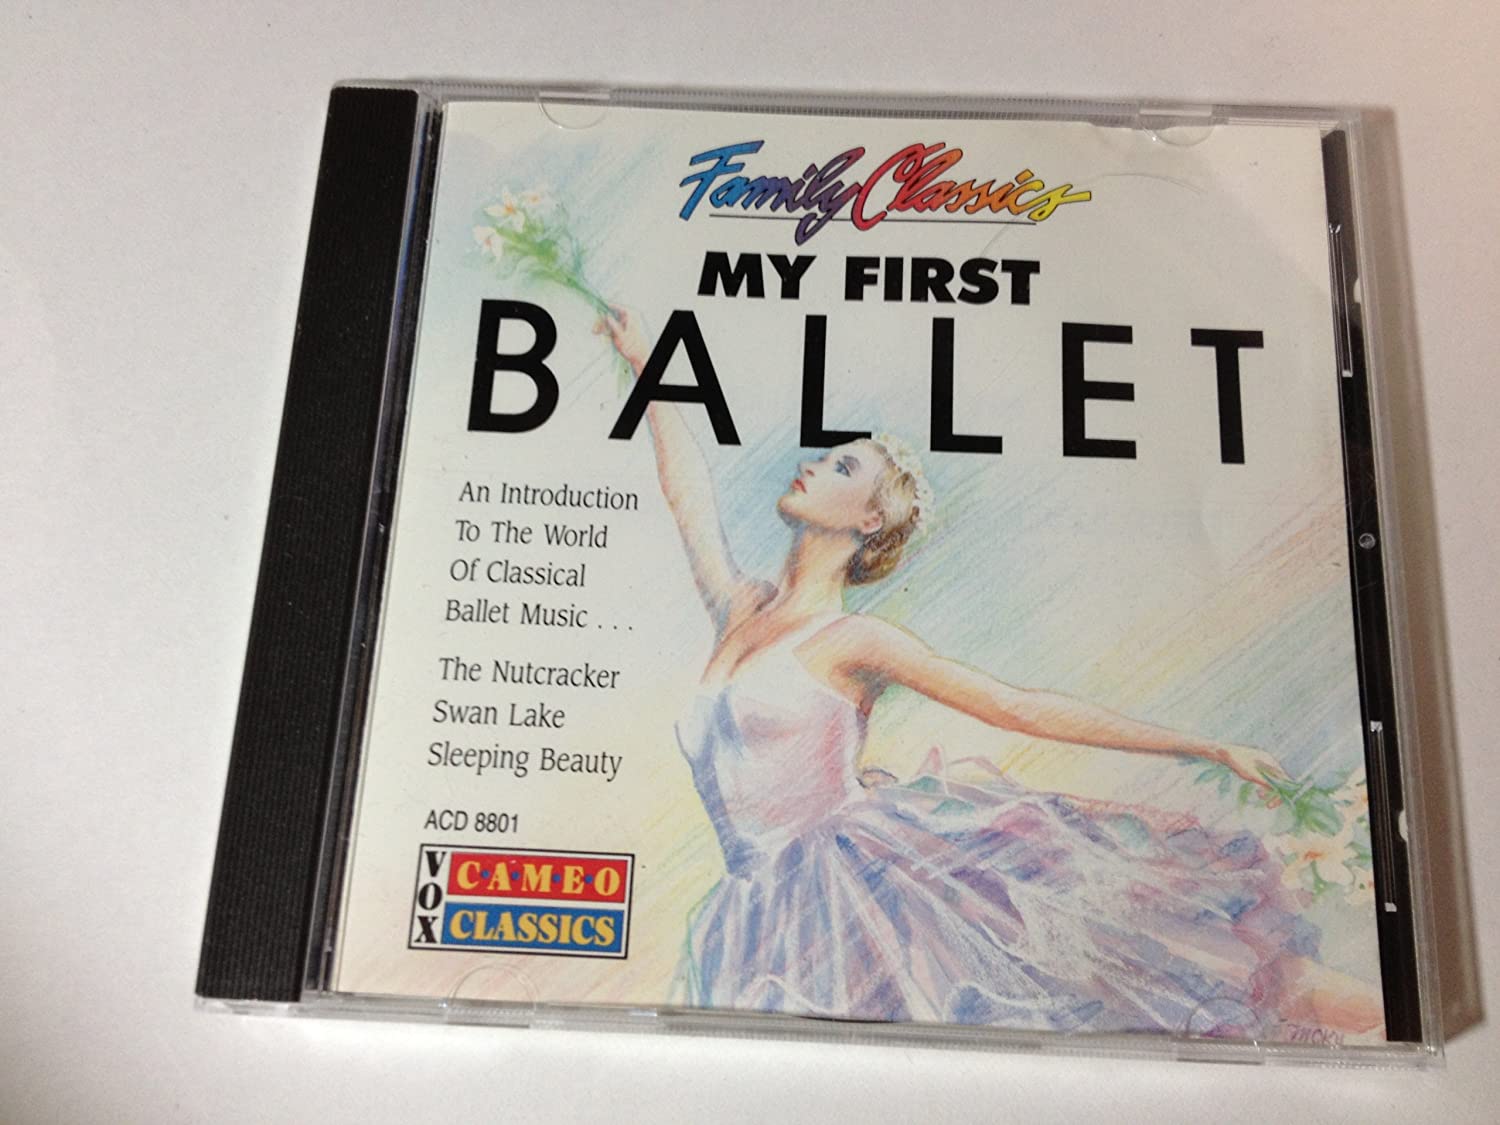 Family Classics
MY FIRST
BALLET
An Introduction
To The World
Of Classical
Ballet Music . . .
The Nutcracker
Swan Lake
Sleeping Beauty
ACD 8801
VOX
C·A·M·E·O
CLASSICS